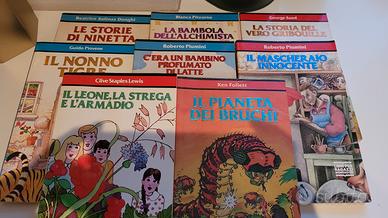 Beatrice Solinas Donghi
LE STORIE
DI NINETTA
Bianca Pitzorno
LA BAMBOLA
DELL'ALCHIMISTA
George Sand
LA STORIA DEL
VERO GRIBOUILLE
Guido Piovene
IL NONNO
TIGRE
Roberto Piumini
C'ERA UN BAMBINO
PROFUMATO
DI LATTE
Roberto Piumini
IL MASCHERAIO
INNOCENTE
Clive Staples Lewis
IL LEONE, LA STREGA
E L'ARMADIO
Ken Follett
IL PIANETA
DEI BRUCHI